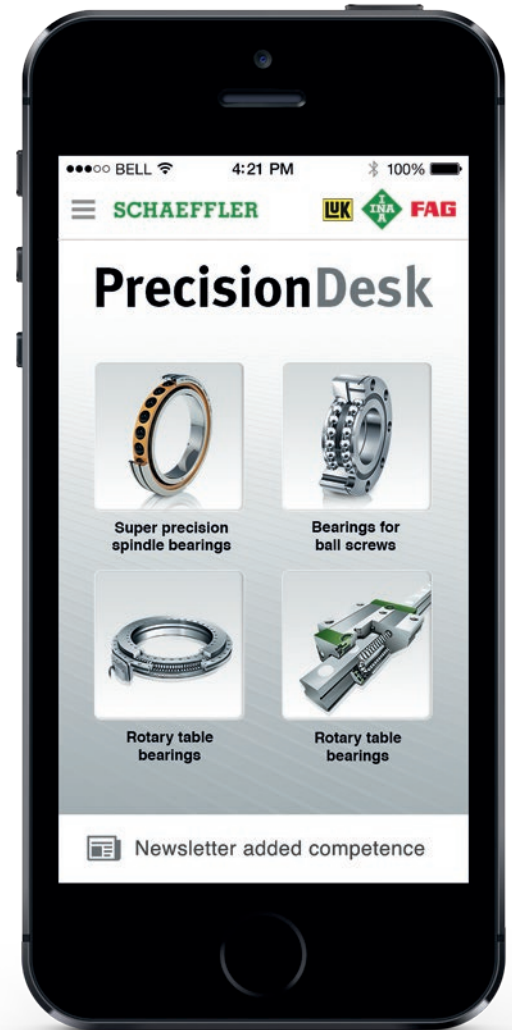 ●●●○○ BELL 4:21 PM 100%
SCHAEFFLER LUK INA FAG
PrecisionDesk
Super precision
spindle bearings
Bearings for
ball screws
Rotary table
bearings
Rotary table
bearings
Newsletter added competence